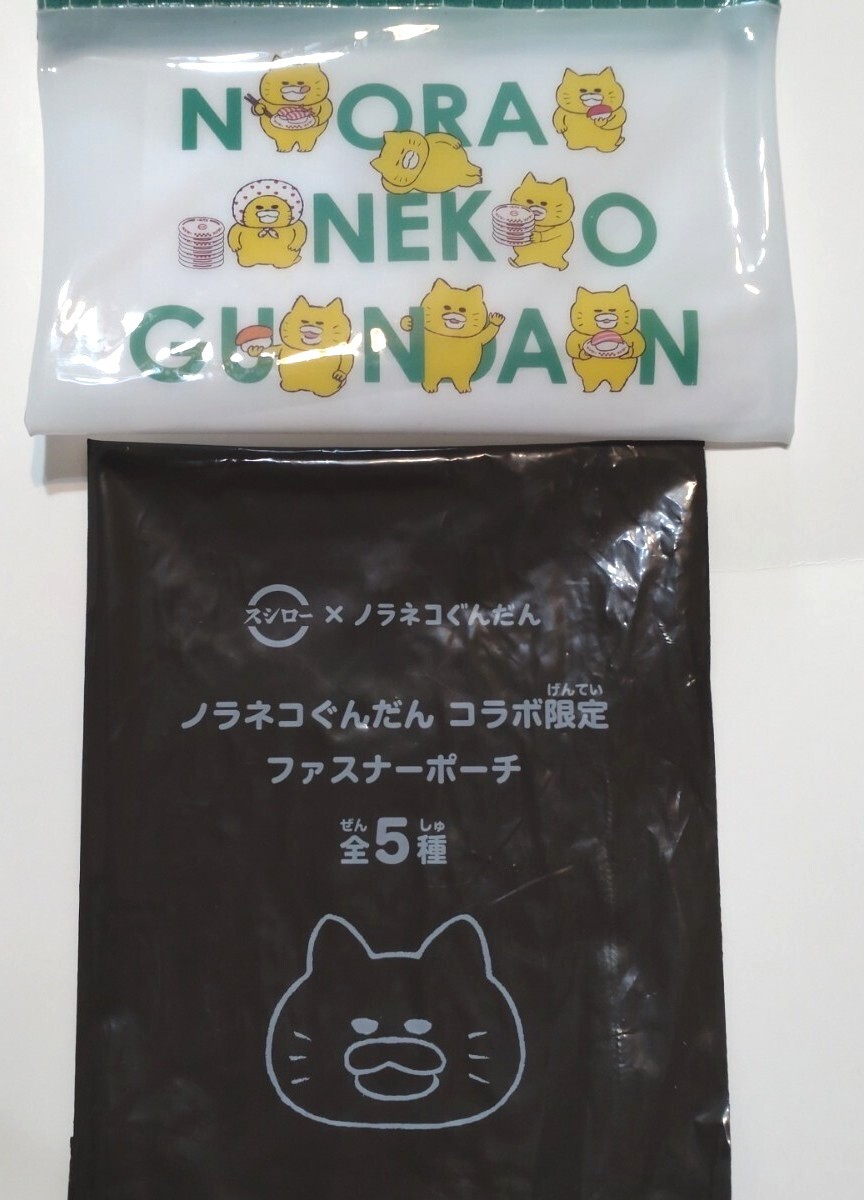 NORA
NEKO
GUNDAN
スシロー × ノラネコぐんだん
ノラネコぐんだん コラボ限定
げんてい
ファスナーポーチ
ぜん しゅ
全5種